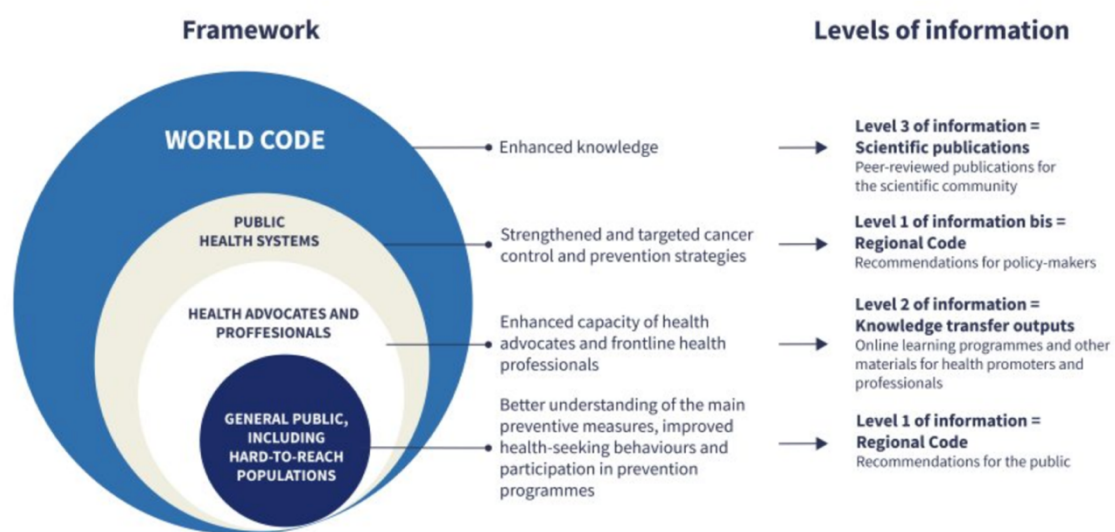 Framework
Levels of information
WORLD CODE
Enhanced knowledge
Level 3 of information =
Scientific publications
Peer-reviewed publications for
the scientific community
PUBLIC
HEALTH SYSTEMS
Strengthened and targeted cancer
control and prevention strategies
Level 1 of information bis =
Regional Code
Recommendations for policy-makers
HEALTH ADVOCATES AND
PROFFESIONALS
Enhanced capacity of health
advocates and frontline health
professionals
Level 2 of information =
Knowledge transfer outputs
Online learning programmes and other
materials for health promoters and
professionals
GENERAL PUBLIC,
INCLUDING
HARD-TO-REACH
POPULATIONS
Better understanding of the main
preventive measures, improved
health-seeking behaviours and
participation in prevention
programmes
Level 1 of information =
Regional Code
Recommendations for the public